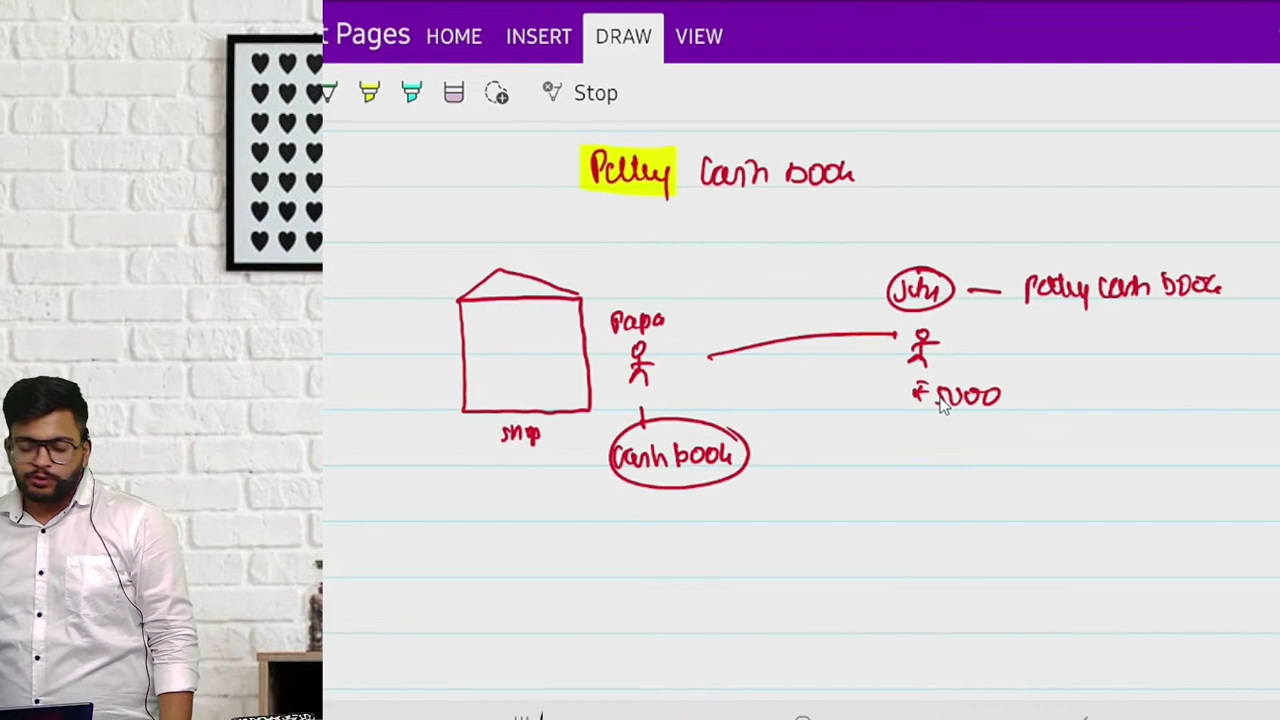 t Pages HOME INSERT DRAW VIEW
Stop
Petty Cash book
John — Petty cash book
Papa
₹5000
shop
Cash book